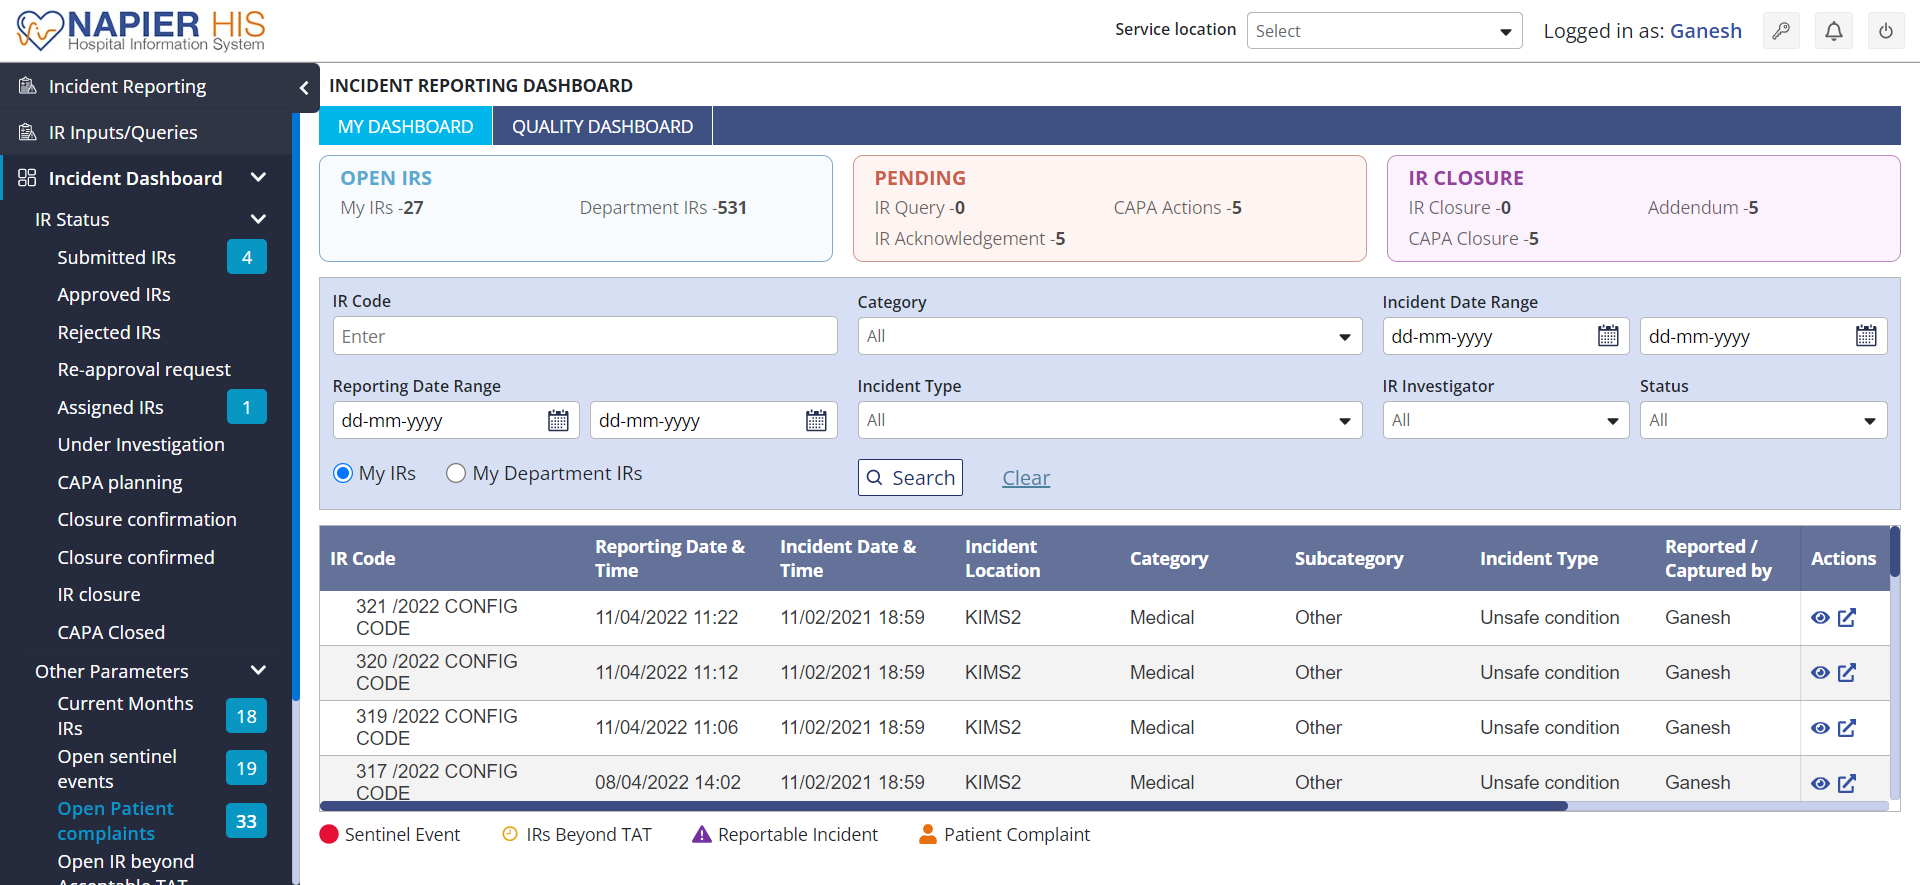 NAPIER HIS
Hospital Information System
Service location
Select
Logged in as: Ganesh
Incident Reporting
IR Inputs/Queries
Incident Dashboard
IR Status
Submitted IRs 4
Approved IRs
Rejected IRs
Re-approval request
Assigned IRs 1
Under Investigation
CAPA planning
Closure confirmation
Closure confirmed
IR closure
CAPA Closed
Other Parameters
Current Months
IRs
18
Open sentinel
events
19
Open Patient
complaints
33
Open IR beyond
Acceptable TAT
INCIDENT REPORTING DASHBOARD
MY DASHBOARD QUALITY DASHBOARD
OPEN IRS
My IRs -27 Department IRs -531
PENDING
IR Query -0 CAPA Actions -5
IR Acknowledgement -5
IR CLOSURE
IR Closure -0 Addendum -5
CAPA Closure -5
IR Code Category Incident Date Range
Enter All dd-mm-yyyy dd-mm-yyyy
Reporting Date Range Incident Type IR Investigator Status
dd-mm-yyyy dd-mm-yyyy All All All
My IRs My Department IRs Search Clear
IR Code
Reporting Date &
Time
Incident Date &
Time
Incident
Location
Category
Subcategory
Incident Type
Reported /
Captured by
Actions
321 /2022 CONFIG
CODE
11/04/2022 11:22 11/02/2021 18:59 KIMS2 Medical Other Unsafe condition Ganesh
320 /2022 CONFIG
CODE
11/04/2022 11:12 11/02/2021 18:59 KIMS2 Medical Other Unsafe condition Ganesh
319 /2022 CONFIG
CODE
11/04/2022 11:06 11/02/2021 18:59 KIMS2 Medical Other Unsafe condition Ganesh
317 /2022 CONFIG
CODE
08/04/2022 14:02 11/02/2021 18:59 KIMS2 Medical Other Unsafe condition Ganesh
Sentinel Event IRs Beyond TAT Reportable Incident Patient Complaint